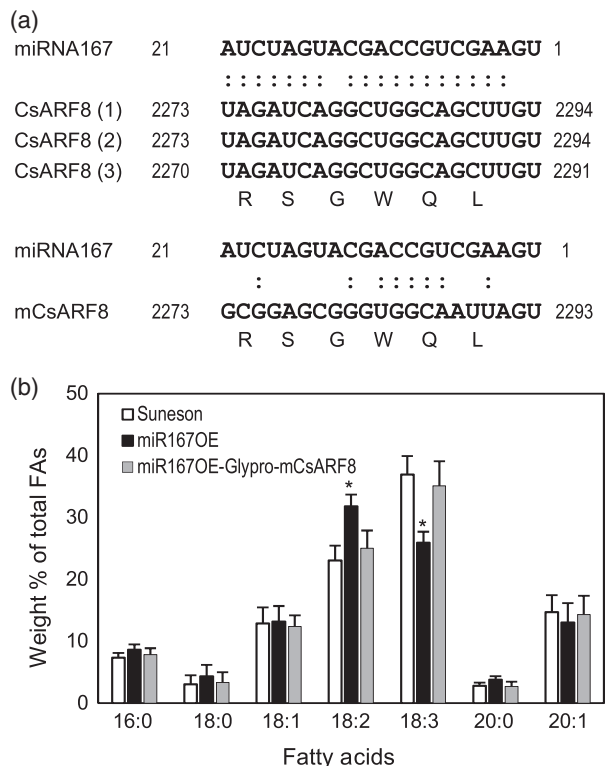 (a)
miRNA167 21 AUCUAGUACGACCGUCGAAGU 1
::::::: :::::::::::
CsARF8 (1) 2273 UAGAUCAGGCUGGCAGCUUGU 2294
CsARF8 (2) 2273 UAGAUCAGGCUGGCAGCUUGU 2294
CsARF8 (3) 2270 UAGAUCAGGCUGGCAGCUUGU 2291
R S G W Q L
miRNA167 21 AUCUAGUACGACCGUCGAAGU 1
: : ::::: :
mCsARF8 2273 GCGGAGCGGGUGGCAAUUAGU 2293
R S G W Q L
(b)
Weight % of total FAs
50
40
30
20
10
0
Suneson
miR167OE
miR167OE-Glypro-mCsARF8
*
*
16:0 18:0 18:1 18:2 18:3 20:0 20:1
Fatty acids